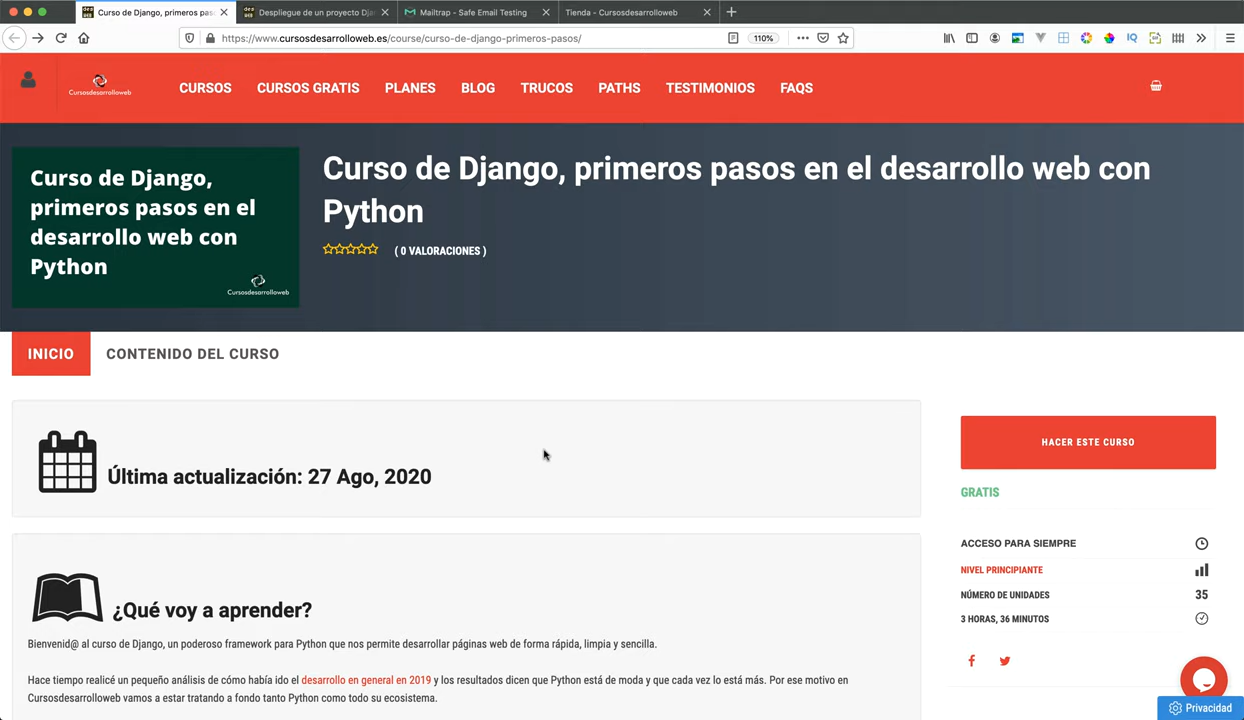 Curso de Django, primeros pas
Despliegue de un proyecto Dj
Mailtrap - Safe Email Testing
Tienda - Cursosdesarrolloweb
https://www.cursosdesarrolloweb.es/course/curso-de-django-primeros-pasos/
110%
IQ
Cursosdesarrolloweb
CURSOS
CURSOS GRATIS
PLANES
BLOG
TRUCOS
PATHS
TESTIMONIOS
FAQS
Curso de Django,
primeros pasos en el
desarrollo web con
Python
Cursosdesarrolloweb
Curso de Django, primeros pasos en el desarrollo web con
Python
( 0 VALORACIONES )
INICIO
CONTENIDO DEL CURSO
Última actualización: 27 Ago, 2020
¿Qué voy a aprender?
Bienvenid@ al curso de Django, un poderoso framework para Python que nos permite desarrollar páginas web de forma rápida, limpia y sencilla.
Hace tiempo realicé un pequeño análisis de cómo había ido el desarrollo en general en 2019 y los resultados dicen que Python está de moda y que cada vez lo está más. Por ese motivo en
Cursosdesarrolloweb vamos a estar tratando a fondo tanto Python como todo su ecosistema.
HACER ESTE CURSO
GRATIS
ACCESO PARA SIEMPRE
NIVEL PRINCIPIANTE
NÚMERO DE UNIDADES
35
3 HORAS, 36 MINUTOS
Privacidad